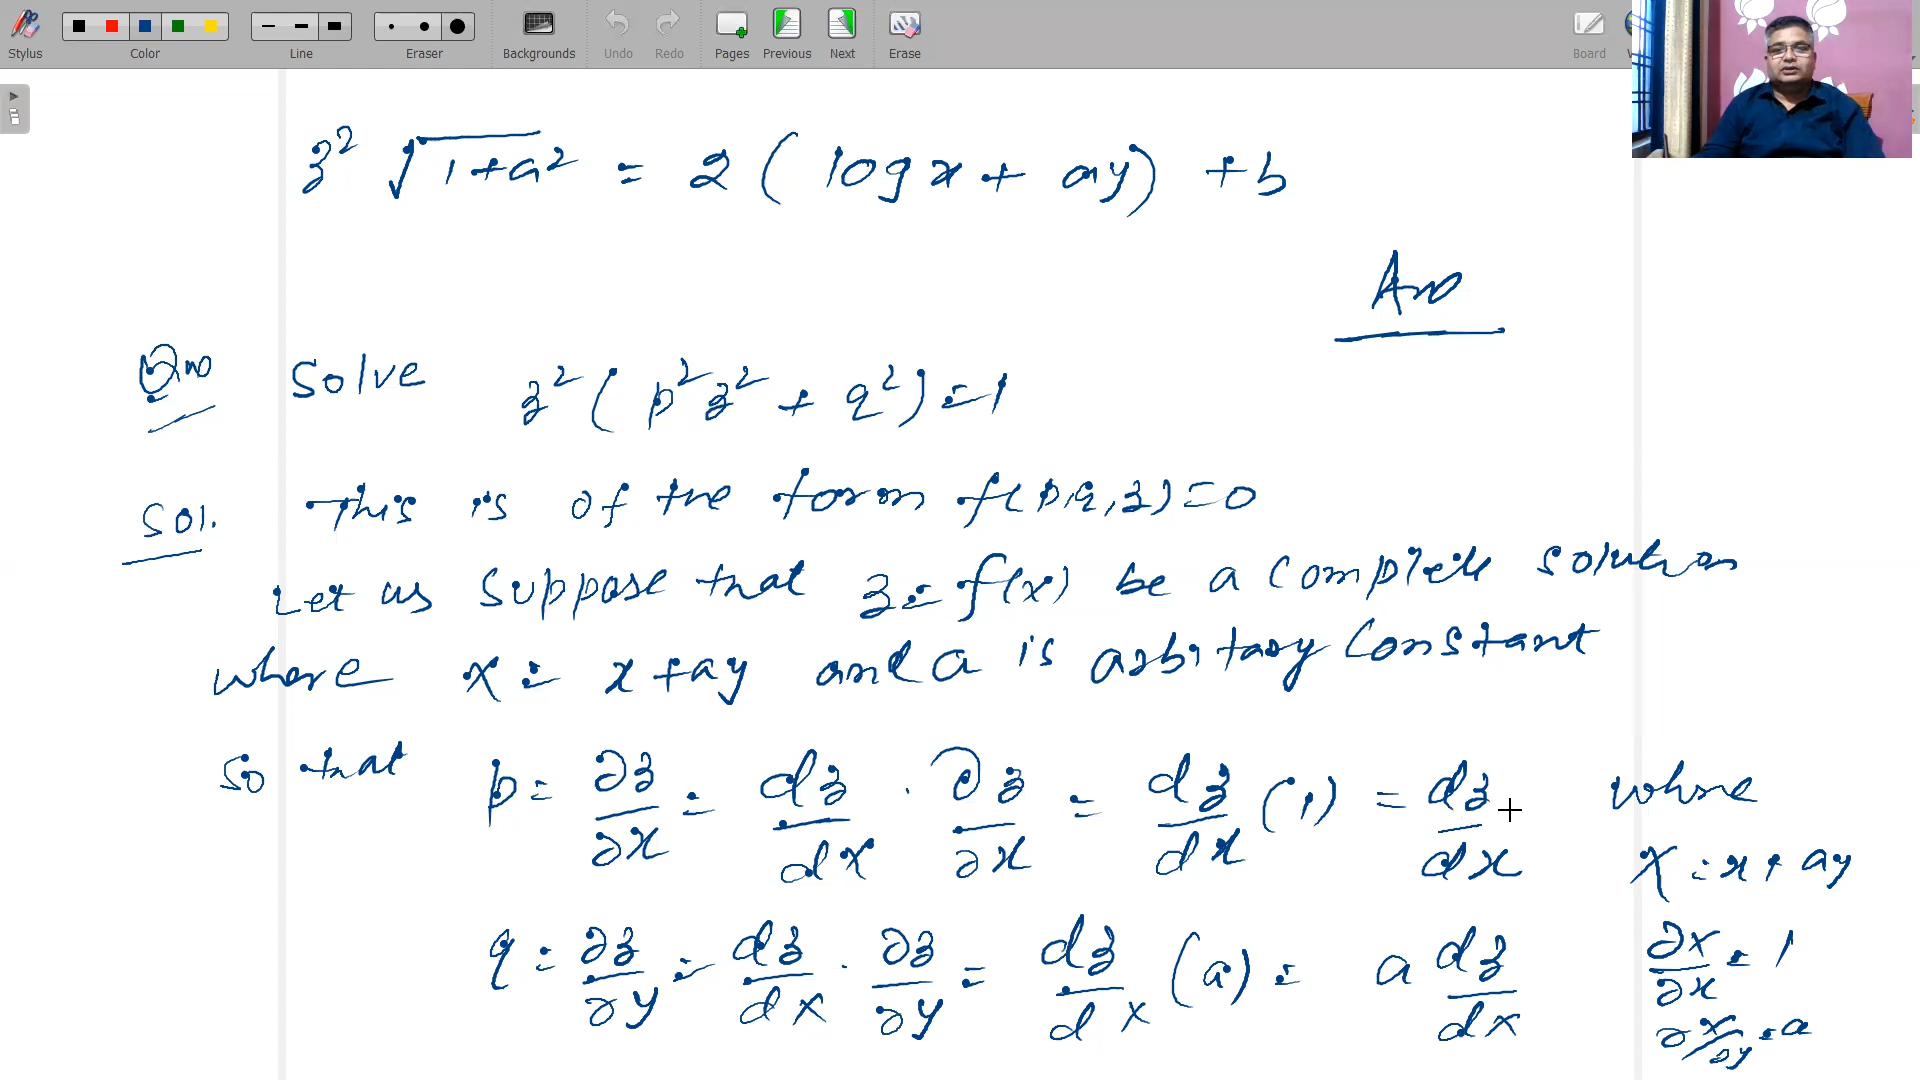 Stylus Color Line Eraser Backgrounds Undo Redo Pages Previous Next Erase Board
z² √1+a² = 2 ( log x + ay) + b
Ans
Qno Solve z² ( p² z² + q² ) = 1
Sol. This is of the form f(p,q,z) = 0
Let us suppose that z = f(x) be a complete solution
where X = x + ay and a is arbitrary constant
so that p = ∂z/∂x = dz/dX · ∂z/∂x = dz/dX (1) = dz/dX where
X = x + ay
q = ∂z/∂y = dz/dX · ∂z/∂y = dz/dX (a) = a dz/dX
∂X/∂x = 1
∂X/∂y = a